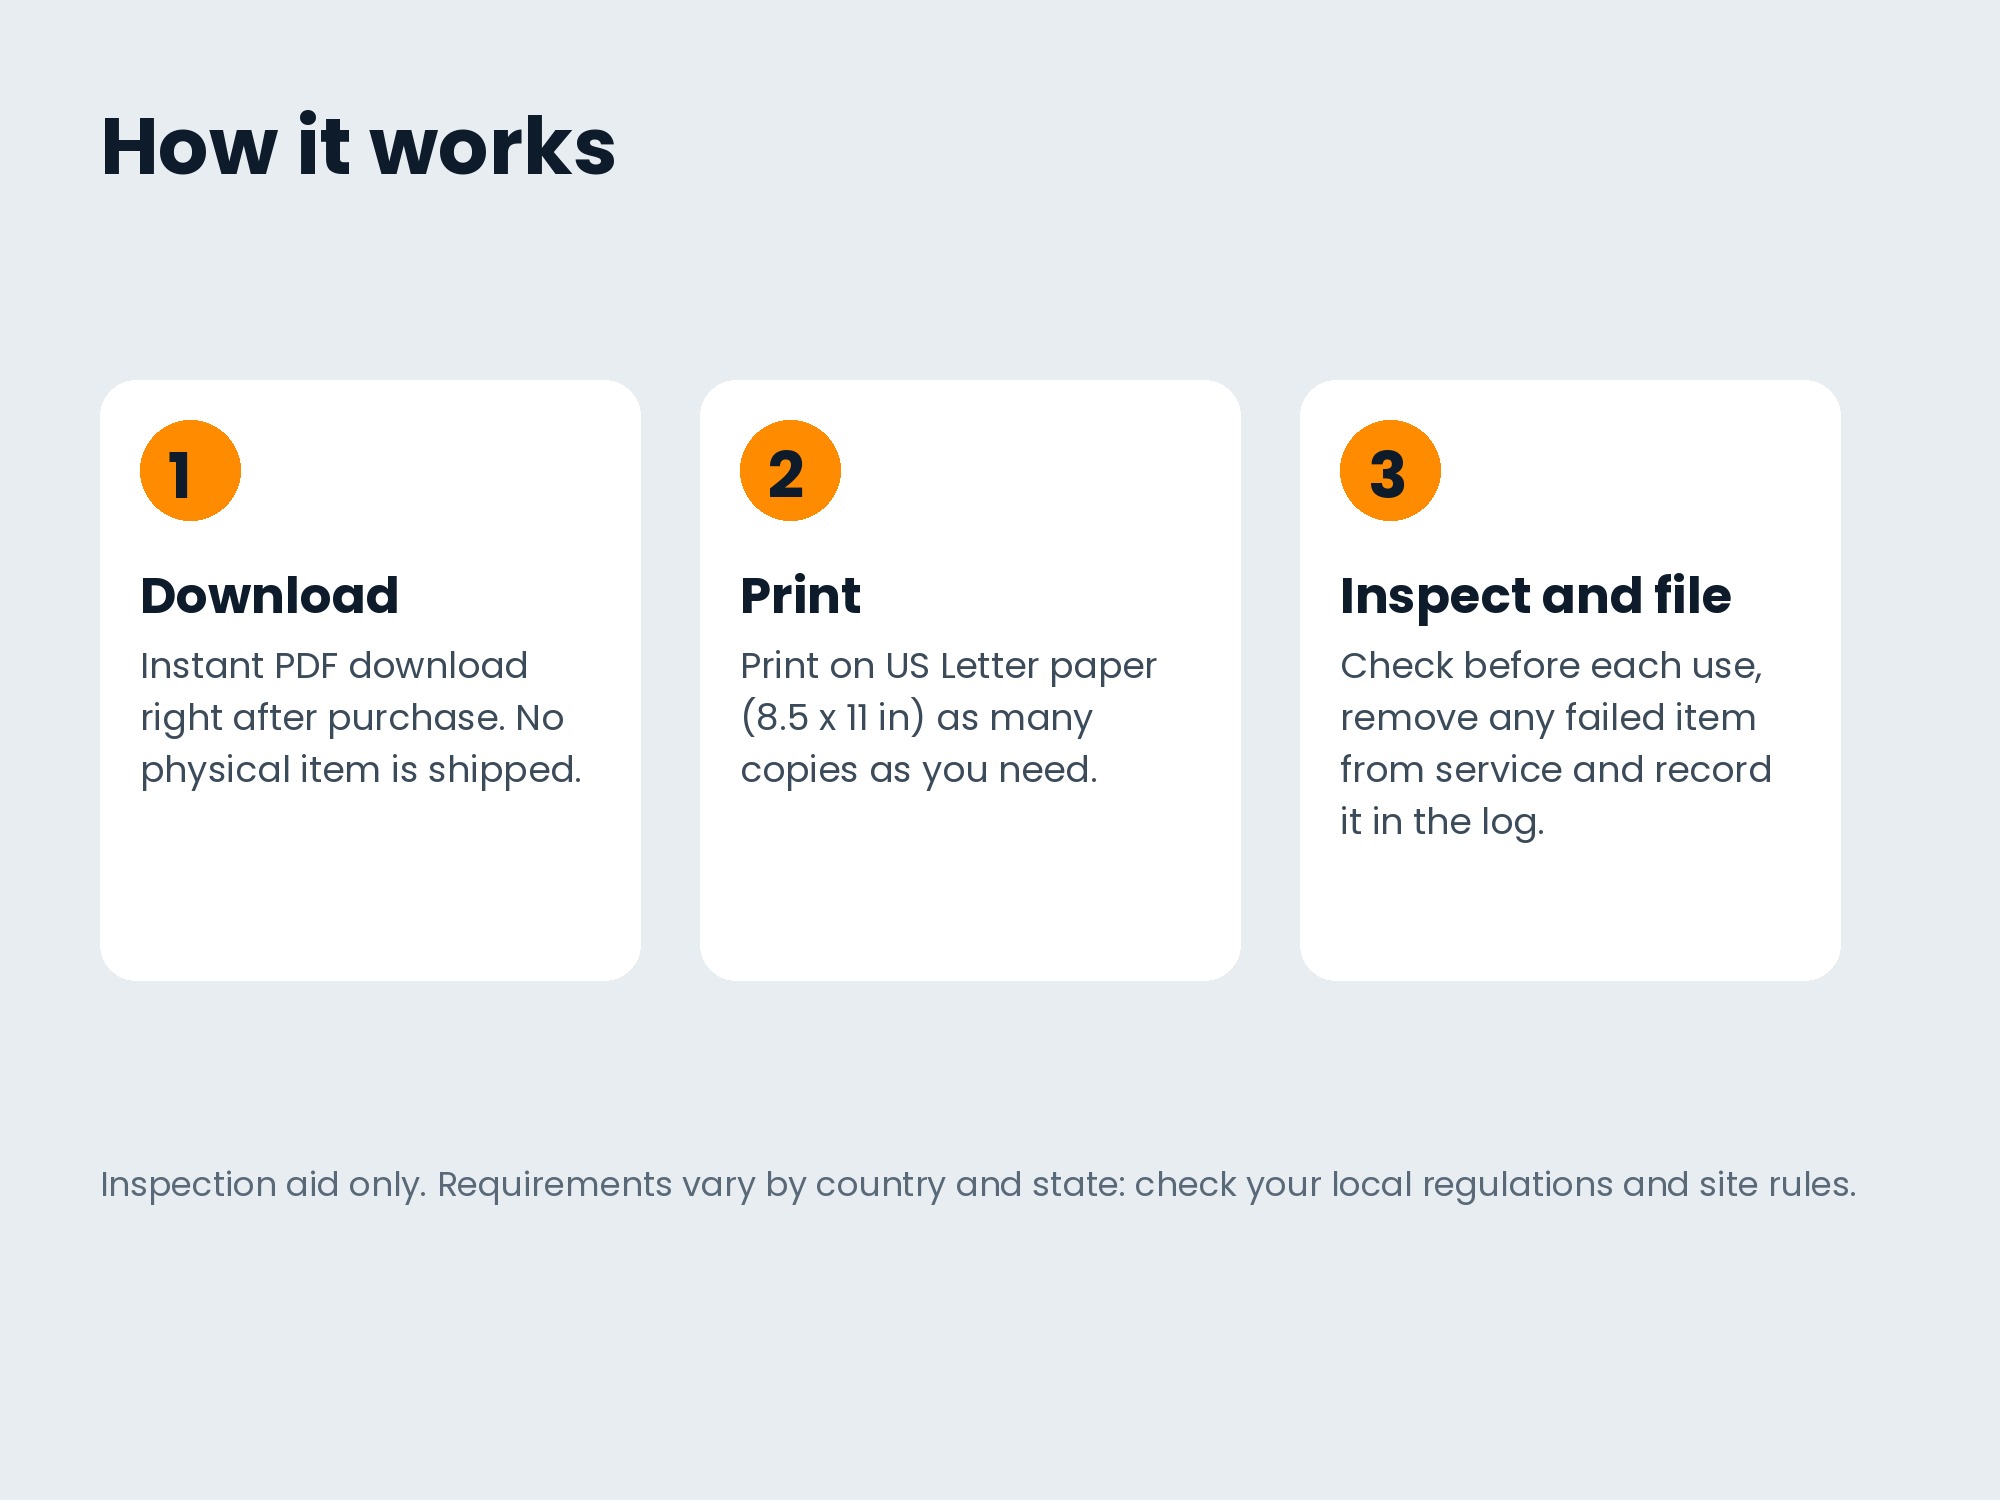 How it works
1
Download
Instant PDF download
right after purchase. No
physical item is shipped.
2
Print
Print on US Letter paper
(8.5 x 11 in) as many
copies as you need.
3
Inspect and file
Check before each use,
remove any failed item
from service and record
it in the log.
Inspection aid only. Requirements vary by country and state: check your local regulations and site rules.